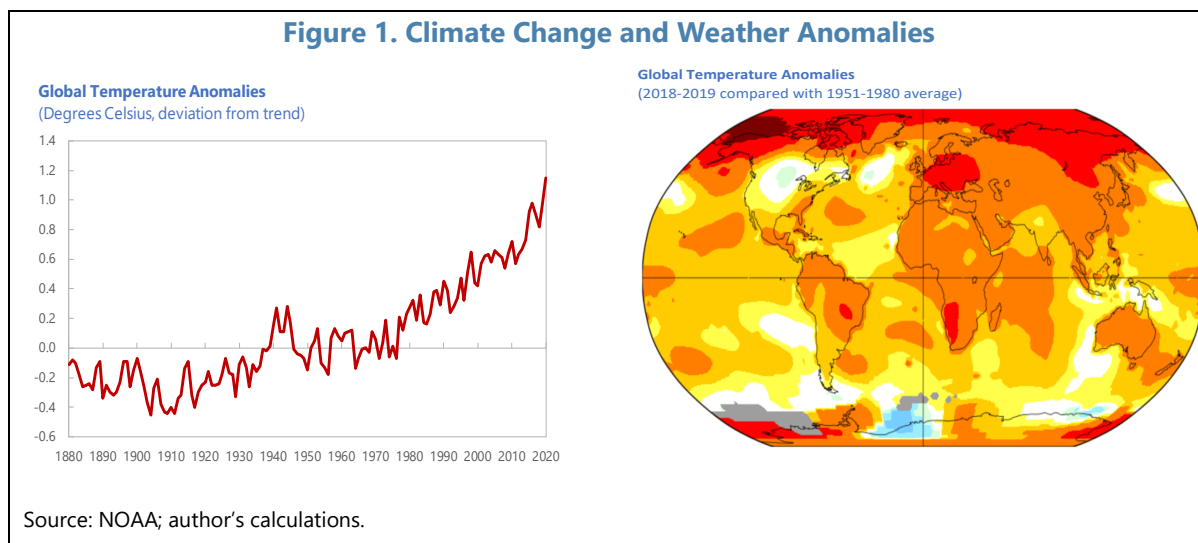 Figure 1. Climate Change and Weather Anomalies
Global Temperature Anomalies
(Degrees Celsius, deviation from trend)
1.4
1.2
1.0
0.8
0.6
0.4
0.2
0.0
-0.2
-0.4
-0.6
1880 1890 1900 1910 1920 1930 1940 1950 1960 1970 1980 1990 2000 2010 2020
Global Temperature Anomalies
(2018-2019 compared with 1951-1980 average)
Source: NOAA; author's calculations.